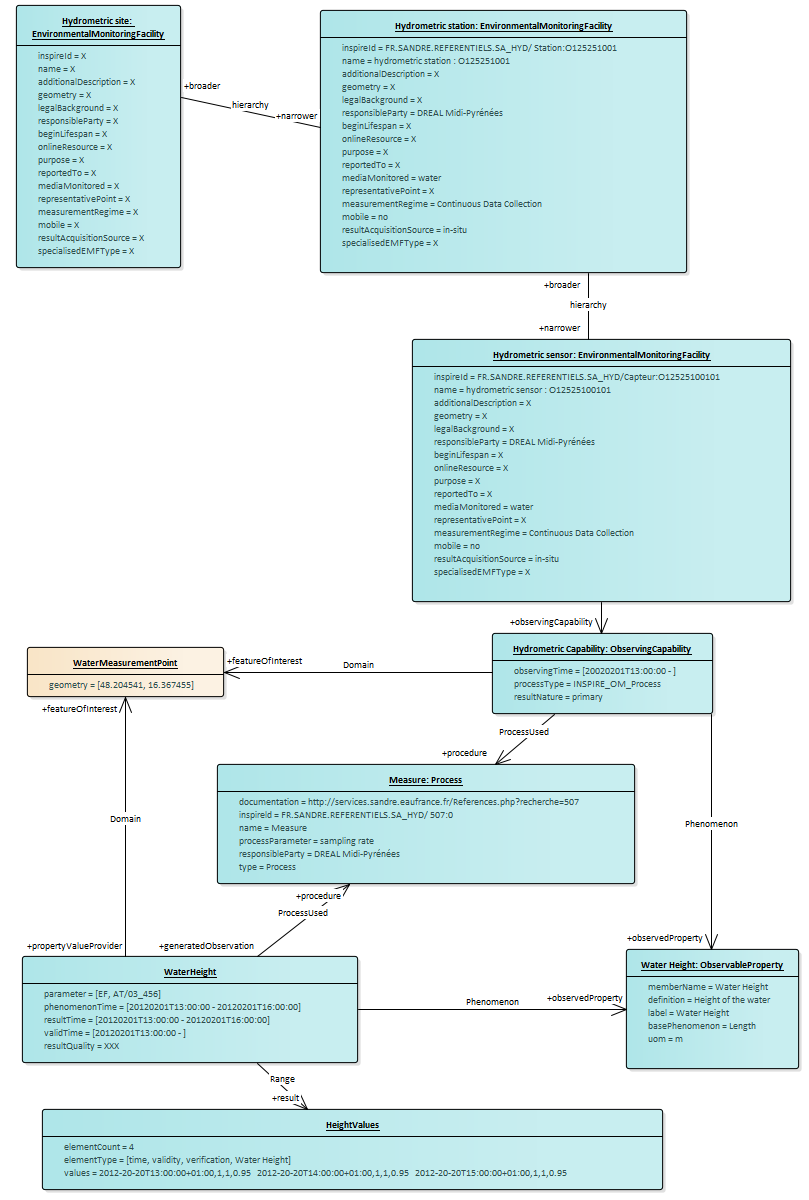 Hydrometric site:
EnvironmentalMonitoringFacility
inspireId = X
name = X
additionalDescription = X
geometry = X
legalBackground = X
responsibleParty = X
beginLifespan = X
onlineResource = X
purpose = X
reportedTo = X
mediaMonitored = X
representativePoint = X
measurementRegime = X
mobile = X
resultAcquisitionSource = X
specialisedEMFType = X
+broader
hierarchy
+narrower
Hydrometric station: EnvironmentalMonitoringFacility
inspireId = FR.SANDRE.REFERENTIELS.SA_HYD/ Station:O125251001
name = hydrometric station : O125251001
additionalDescription = X
geometry = X
legalBackground = X
responsibleParty = DREAL Midi-Pyrénées
beginLifespan = X
onlineResource = X
purpose = X
reportedTo = X
mediaMonitored = water
representativePoint = X
measurementRegime = Continuous Data Collection
mobile = no
resultAcquisitionSource = in-situ
specialisedEMFType = X
+broader
hierarchy
+narrower
Hydrometric sensor: EnvironmentalMonitoringFacility
inspireId = FR.SANDRE.REFERENTIELS.SA_HYD/Capteur:O12525100101
name = hydrometric sensor : O12525100101
additionalDescription = X
geometry = X
legalBackground = X
responsibleParty = DREAL Midi-Pyrénées
beginLifespan = X
onlineResource = X
purpose = X
reportedTo = X
mediaMonitored = water
representativePoint = X
measurementRegime = Continuous Data Collection
mobile = no
resultAcquisitionSource = in-situ
specialisedEMFType = X
+observingCapability
Hydrometric Capability: ObservingCapability
observingTime = [20020201T13:00:00 - ]
processType = INSPIRE_OM_Process
resultNature = primary
+featureOfInterest
Domain
WaterMeasurementPoint
geometry = [48.204541, 16.367455]
+featureOfInterest
ProcessUsed
+procedure
Measure: Process
documentation = http://services.sandre.eaufrance.fr/References.php?recherche=507
inspireId = FR.SANDRE.REFERENTIELS.SA_HYD/ 507:0
name = Measure
processParameter = sampling rate
responsibleParty = DREAL Midi-Pyrénées
type = Process
Domain
Phenomenon
+procedure
ProcessUsed
+propertyValueProvider
+generatedObservation
+observedProperty
WaterHeight
parameter = [EF, AT/03_456]
phenomenonTime = [20120201T13:00:00 - 20120201T16:00:00]
resultTime = [20120201T13:00:00 - 20120201T16:00:00]
validTime = [20120201T13:00:00 - ]
resultQuality = XXX
Phenomenon
+observedProperty
Water Height: ObservableProperty
memberName = Water Height
definition = Height of the water
label = Water Height
basePhenomenon = Length
uom = m
Range
+result
HeightValues
elementCount = 4
elementType = [time, validity, verification, Water Height]
values = 2012-20-20T13:00:00+01:00,1,1,0.95 2012-20-20T14:00:00+01:00,1,1,0.95 2012-20-20T15:00:00+01:00,1,1,0.95